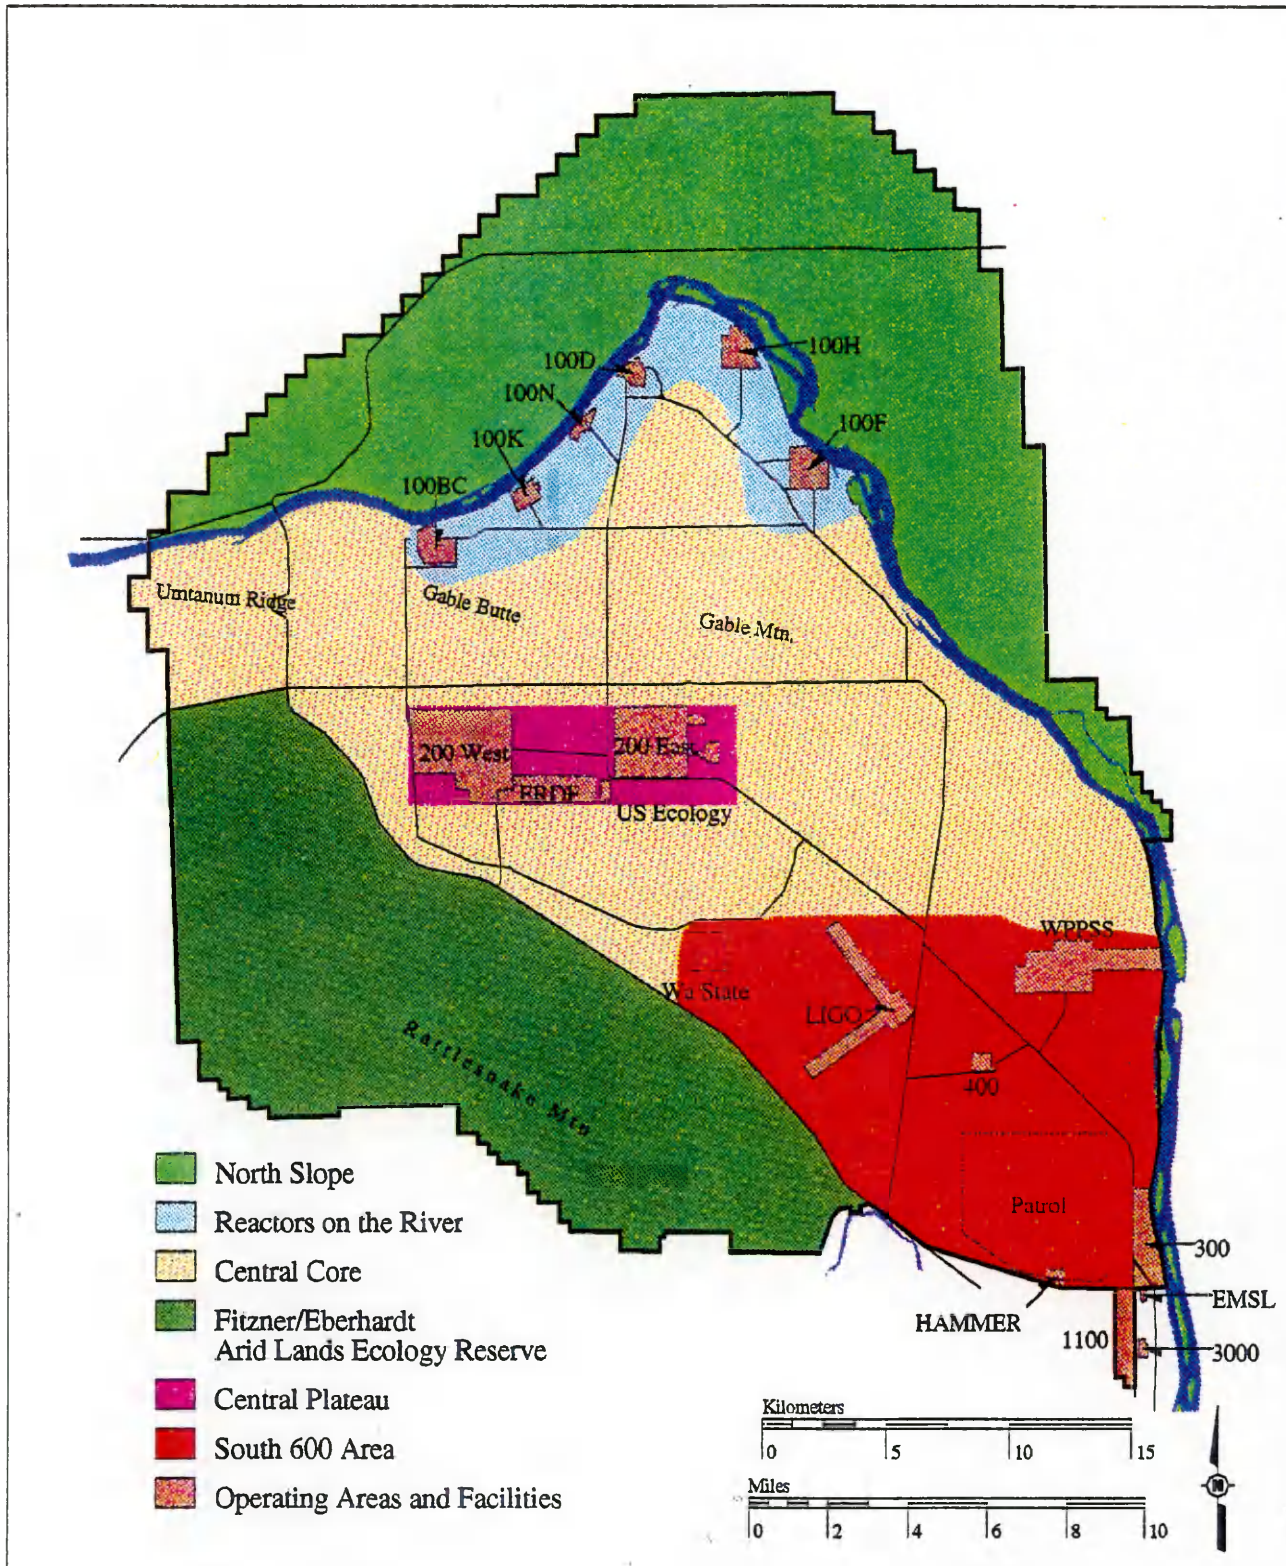 100D
100H
100N
100F
100K
100BC
Umtanum Ridge
Gable Butte
Gable Mtn.
200 West
200 East
ERDF
US Ecology
WPPSS
Wa State
LIGO
Rattlesnake Mtn
400
North Slope
Patrol
Reactors on the River
300
Central Core
EMSL
Fitzner/Eberhardt
Arid Lands Ecology Reserve
HAMMER
1100
3000
Central Plateau
Kilometers
0 5 10 15
South 600 Area
Miles
Operating Areas and Facilities
0 2 4 6 8 10
N